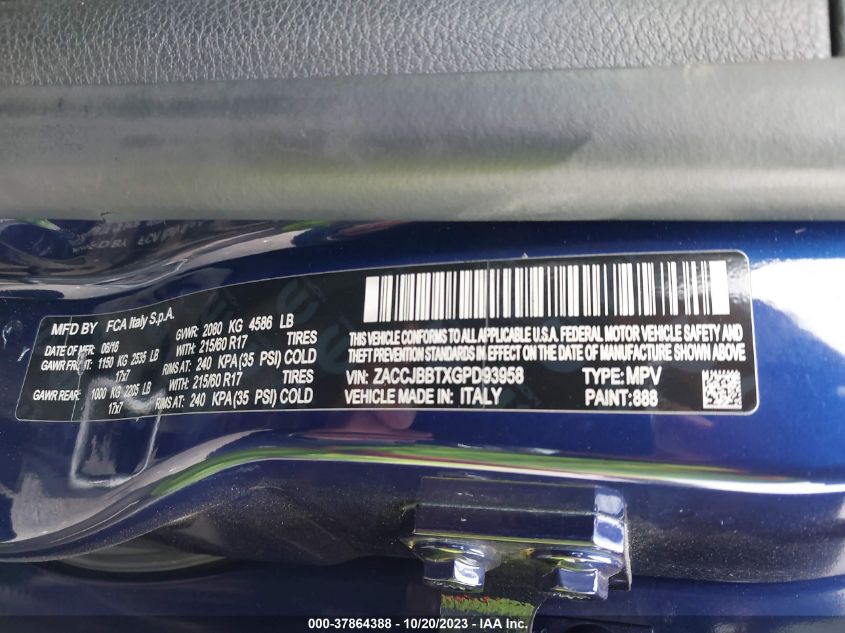 MFD BY FCA Italy S.p.A.
DATE OF MFR 06/16 GVWR: 2080 KG 4586 LB
GAWR FRONT: 1150 KG 2535 LB WITH: 215/60 R17 TIRES
17x7 RIMS AT: 240 KPA (35 PSI) COLD
GAWR REAR: 1000 KG 2205 LB WITH: 215/60 R17 TIRES
17x7 RIMS AT: 240 KPA (35 PSI) COLD
THIS VEHICLE CONFORMS TO ALL APPLICABLE U.S.A. FEDERAL MOTOR VEHICLE SAFETY AND
THEFT PREVENTION STANDARDS IN EFFECT ON THE DATE OF MANUFACTURE SHOWN ABOVE
VIN: ZACCJBBTXGPD93958 TYPE: MPV
VEHICLE MADE IN: ITALY PAINT: 888
000-37864388 - 10/20/2023 - IAA Inc.